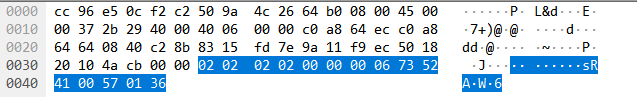 0000 cc 96 e5 0c f2 c2 50 9a 4c 26 64 b0 08 00 45 00 ······P· L&d···E·
0010 00 37 2b 29 40 00 40 06 00 00 c0 a8 64 ec c0 a8 ·7+)@·@· ····d···
0020 64 64 08 40 c2 8b 83 15 fd 7e 9a 11 f9 ec 50 18 dd·@···· ·~····P·
0030 20 10 4a cb 00 00 02 02 02 02 00 00 00 06 73 52 ·J····· ······sR
0040 41 00 57 01 36 A·W·6